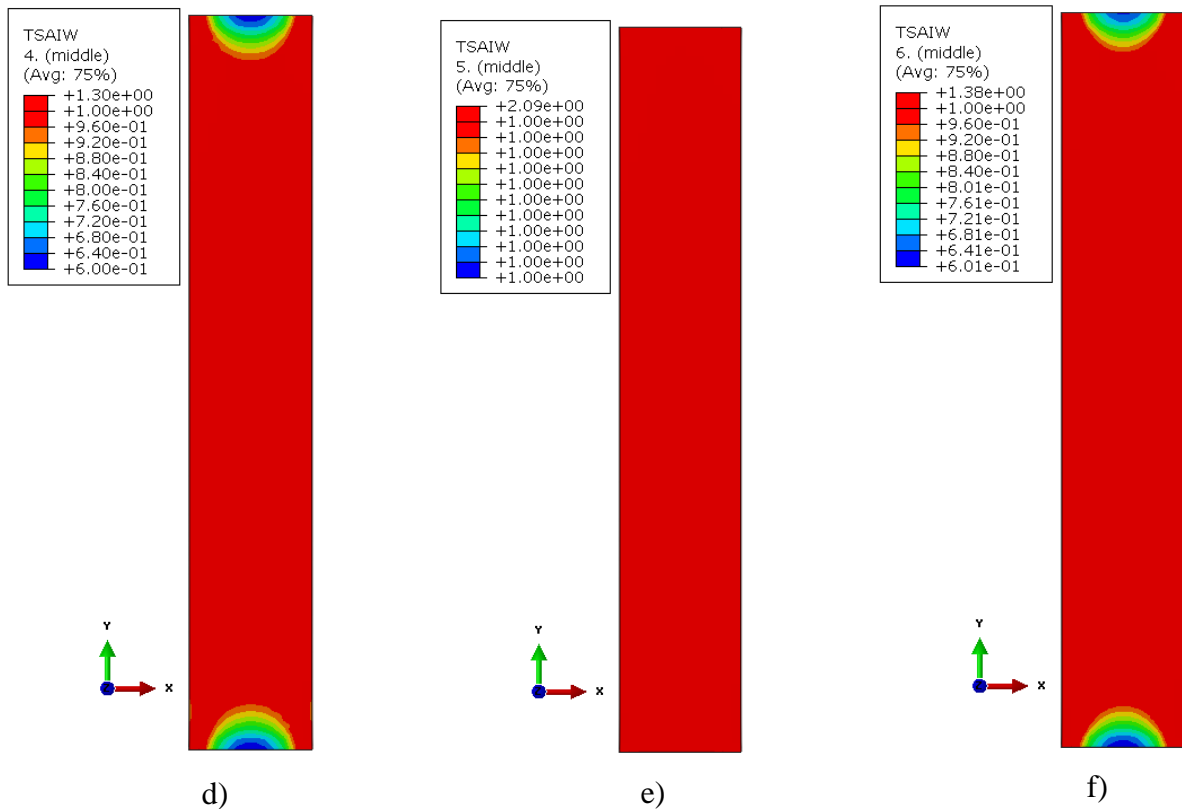 TSAIW
4. (middle)
(Avg: 75%)
+1.30e+00
+1.00e+00
+9.60e-01
+9.20e-01
+8.80e-01
+8.40e-01
+8.00e-01
+7.60e-01
+7.20e-01
+6.80e-01
+6.40e-01
+6.00e-01
Y
Z
X
d)
TSAIW
5. (middle)
(Avg: 75%)
+2.09e+00
+1.00e+00
+1.00e+00
+1.00e+00
+1.00e+00
+1.00e+00
+1.00e+00
+1.00e+00
+1.00e+00
+1.00e+00
+1.00e+00
+1.00e+00
Y
Z
X
e)
TSAIW
6. (middle)
(Avg: 75%)
+1.38e+00
+1.00e+00
+9.60e-01
+9.20e-01
+8.80e-01
+8.40e-01
+8.01e-01
+7.61e-01
+7.21e-01
+6.81e-01
+6.41e-01
+6.01e-01
Y
Z
X
f)